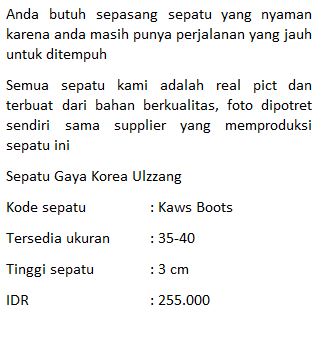 Anda butuh sepasang sepatu yang nyaman
karena anda masih punya perjalanan yang jauh
untuk ditempuh
Semua sepatu kami adalah real pict dan
terbuat dari bahan berkualitas, foto dipotret
sendiri sama supplier yang memproduksi
sepatu ini
Sepatu Gaya Korea Ulzzang
Kode sepatu : Kaws Boots
Tersedia ukuran : 35-40
Tinggi sepatu : 3 cm
IDR : 255.000